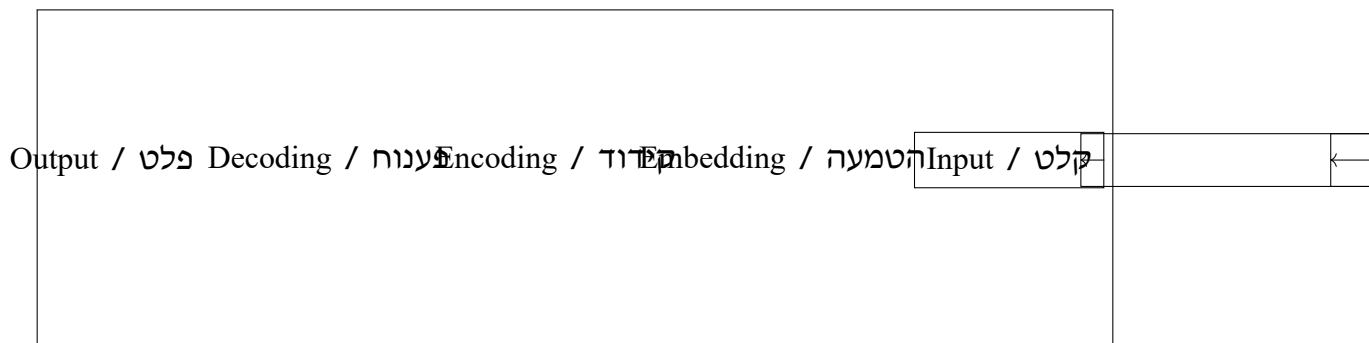 קלט / Input
הטמעה / Embedding
קידוד / Encoding
פענוח / Decoding
פלט / Output